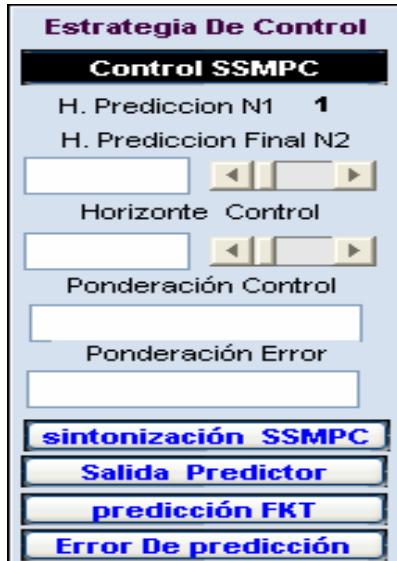 Estrategia De Control
Control SSMPC
H. Prediccion N1 1
H. Prediccion Final N2
Horizonte Control
Ponderación Control
Ponderación Error
sintonización SSMPC
Salida Predictor
predicción FKT
Error De predicción